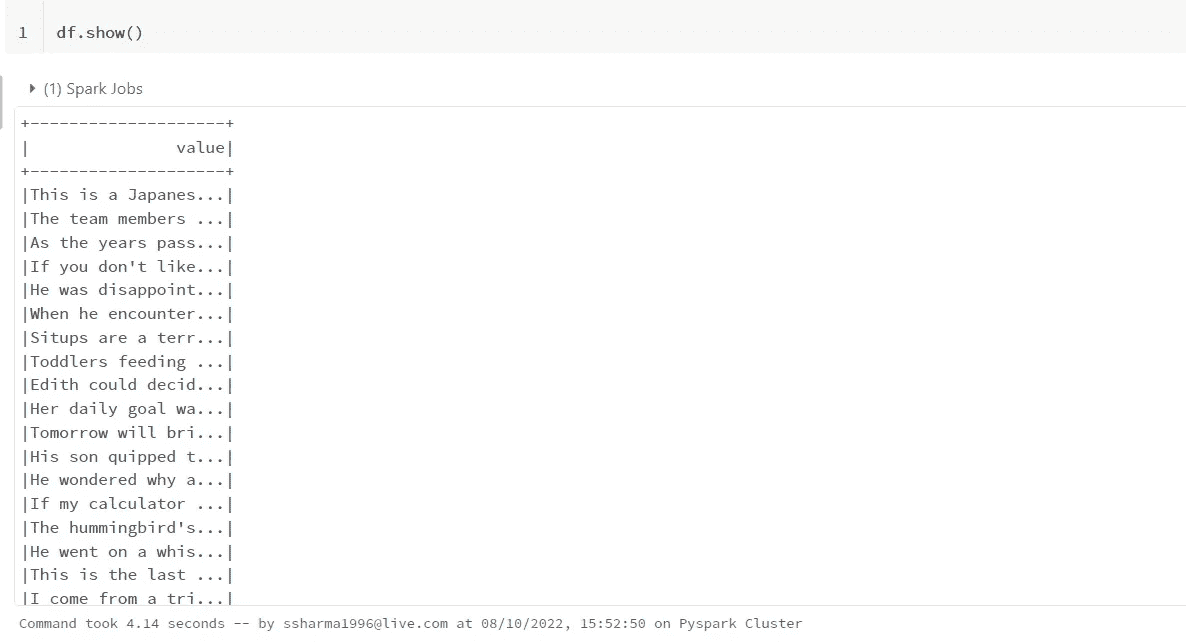 1 df.show()
(1) Spark Jobs
+--------------------+
|               value|
+--------------------+
|This is a Japanes...|
|The team members ...|
|As the years pass...|
|If you don't like...|
|He was disappoint...|
|When he encounter...|
|Situps are a terr...|
|Toddlers feeding ...|
|Edith could decid...|
|Her daily goal wa...|
|Tomorrow will bri...|
|His son quipped t...|
|He wondered why a...|
|If my calculator ...|
|The hummingbird's...|
|He went on a whis...|
|This is the last ...|
|I come from a tri...|
Command took 4.14 seconds -- by ssharma1996@live.com at 08/10/2022, 15:52:50 on Pyspark Cluster